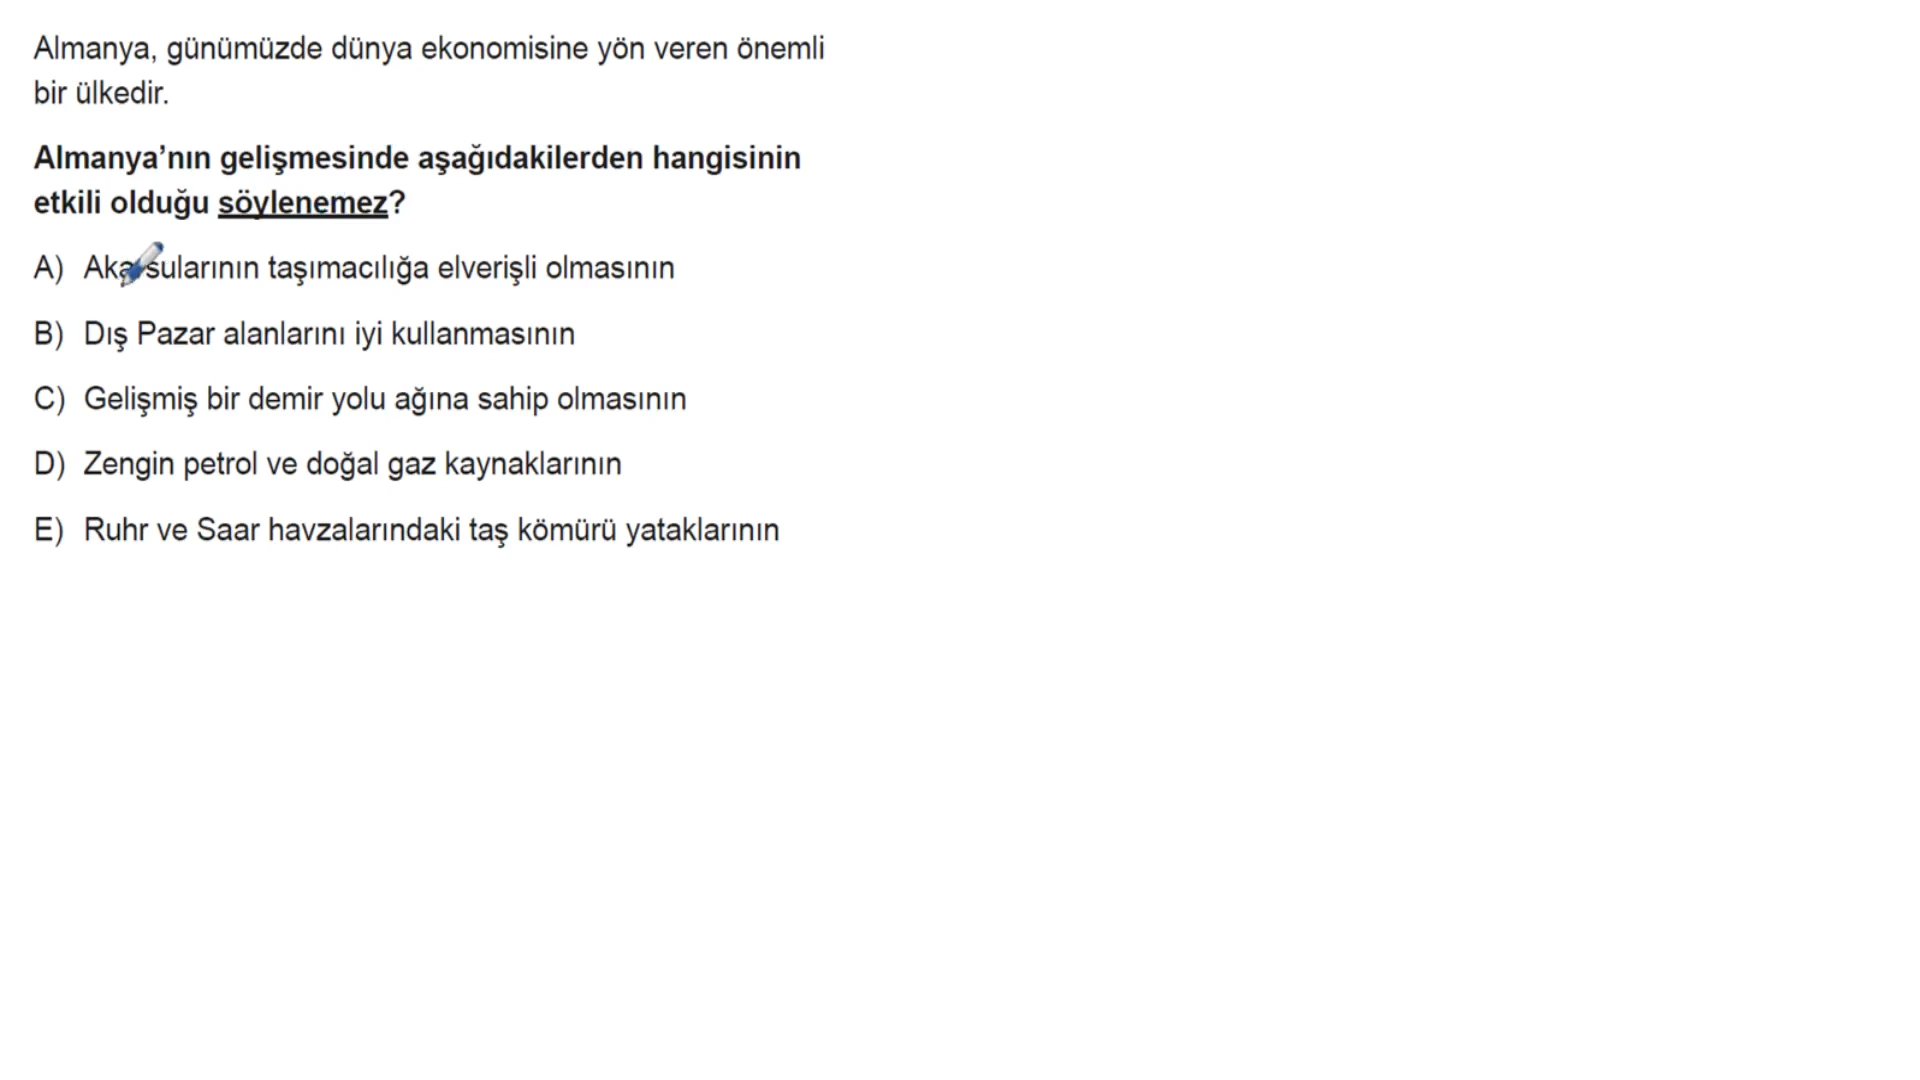 Almanya, günümüzde dünya ekonomisine yön veren önemli
bir ülkedir.
Almanya’nın gelişmesinde aşağıdakilerden hangisinin
etkili olduğu söylenemez?
A) Akarsularının taşımacılığa elverişli olmasının
B) Dış Pazar alanlarını iyi kullanmasının
C) Gelişmiş bir demir yolu ağına sahip olmasının
D) Zengin petrol ve doğal gaz kaynaklarının
E) Ruhr ve Saar havzalarındaki taş kömürü yataklarının